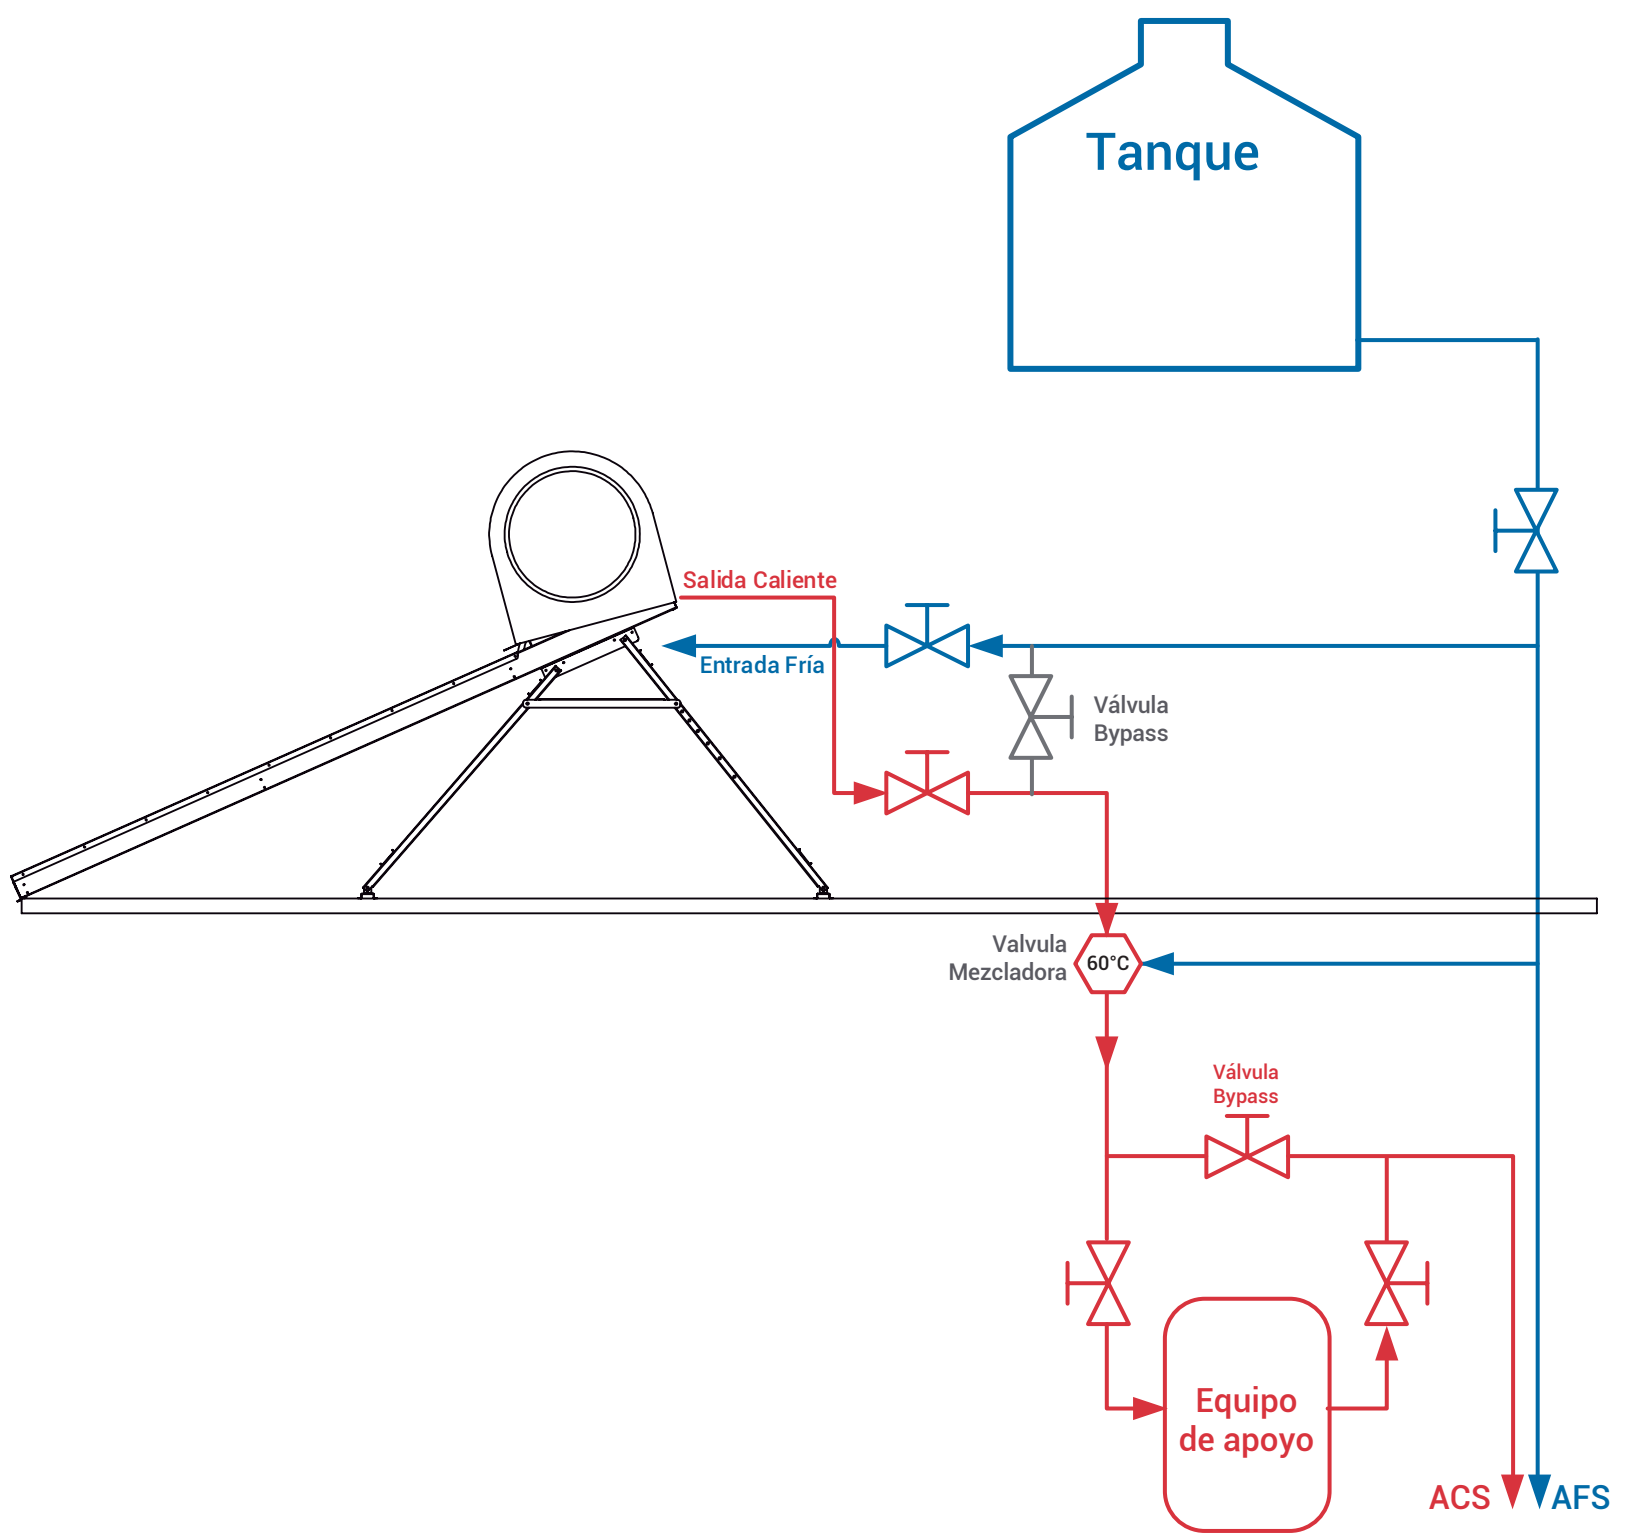 Tanque
Salida Caliente
Entrada Fría
Válvula
Bypass
Valvula
Mezcladora
60°C
Válvula
Bypass
Equipo
de apoyo
ACS
AFS